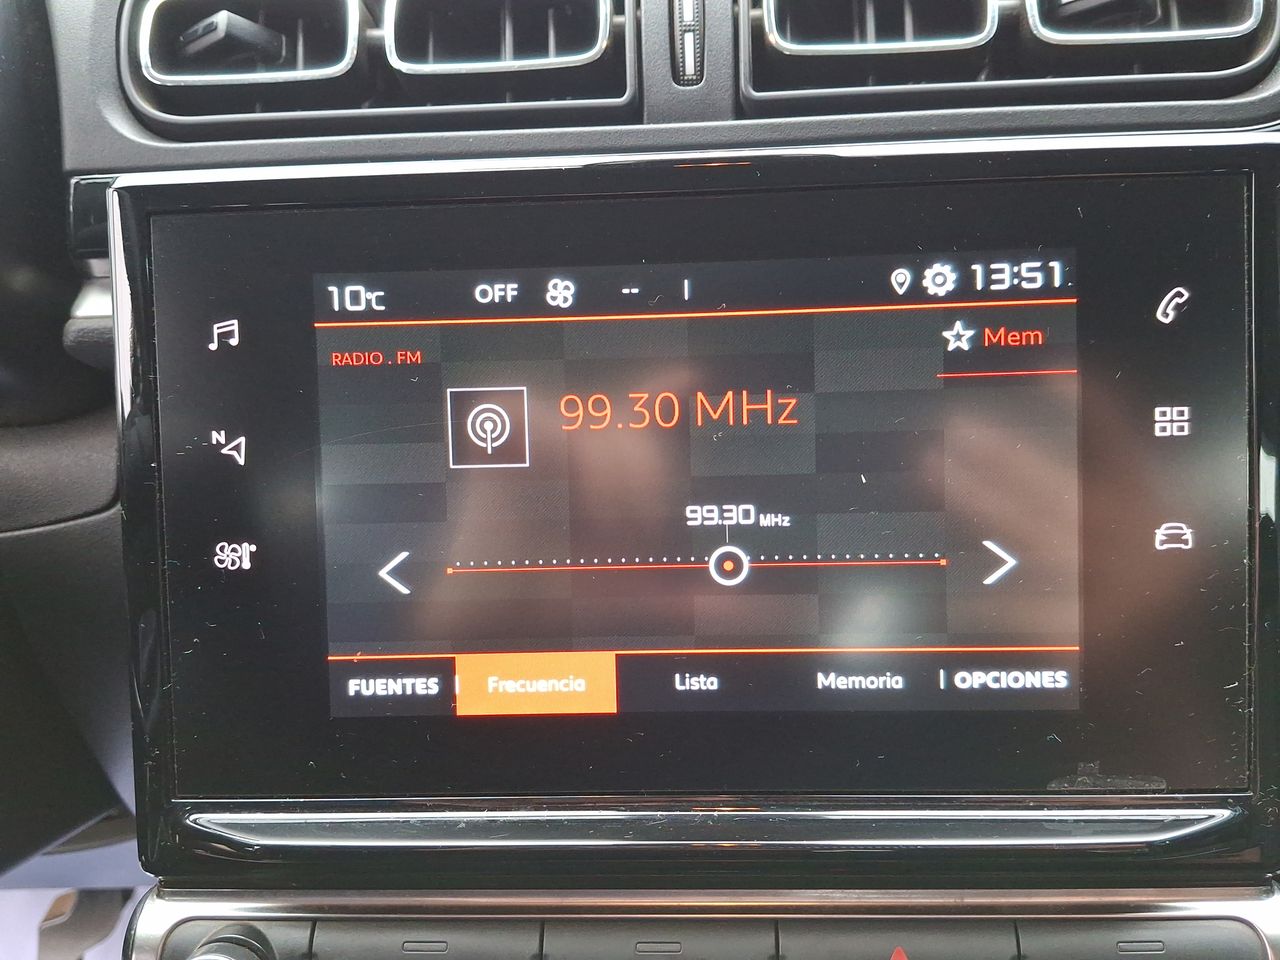 10°C OFF -- 13:51
Mem
RADIO . FM
99.30 MHz
99.30 MHz
N
FUENTES Frecuencia Lista Memoria OPCIONES